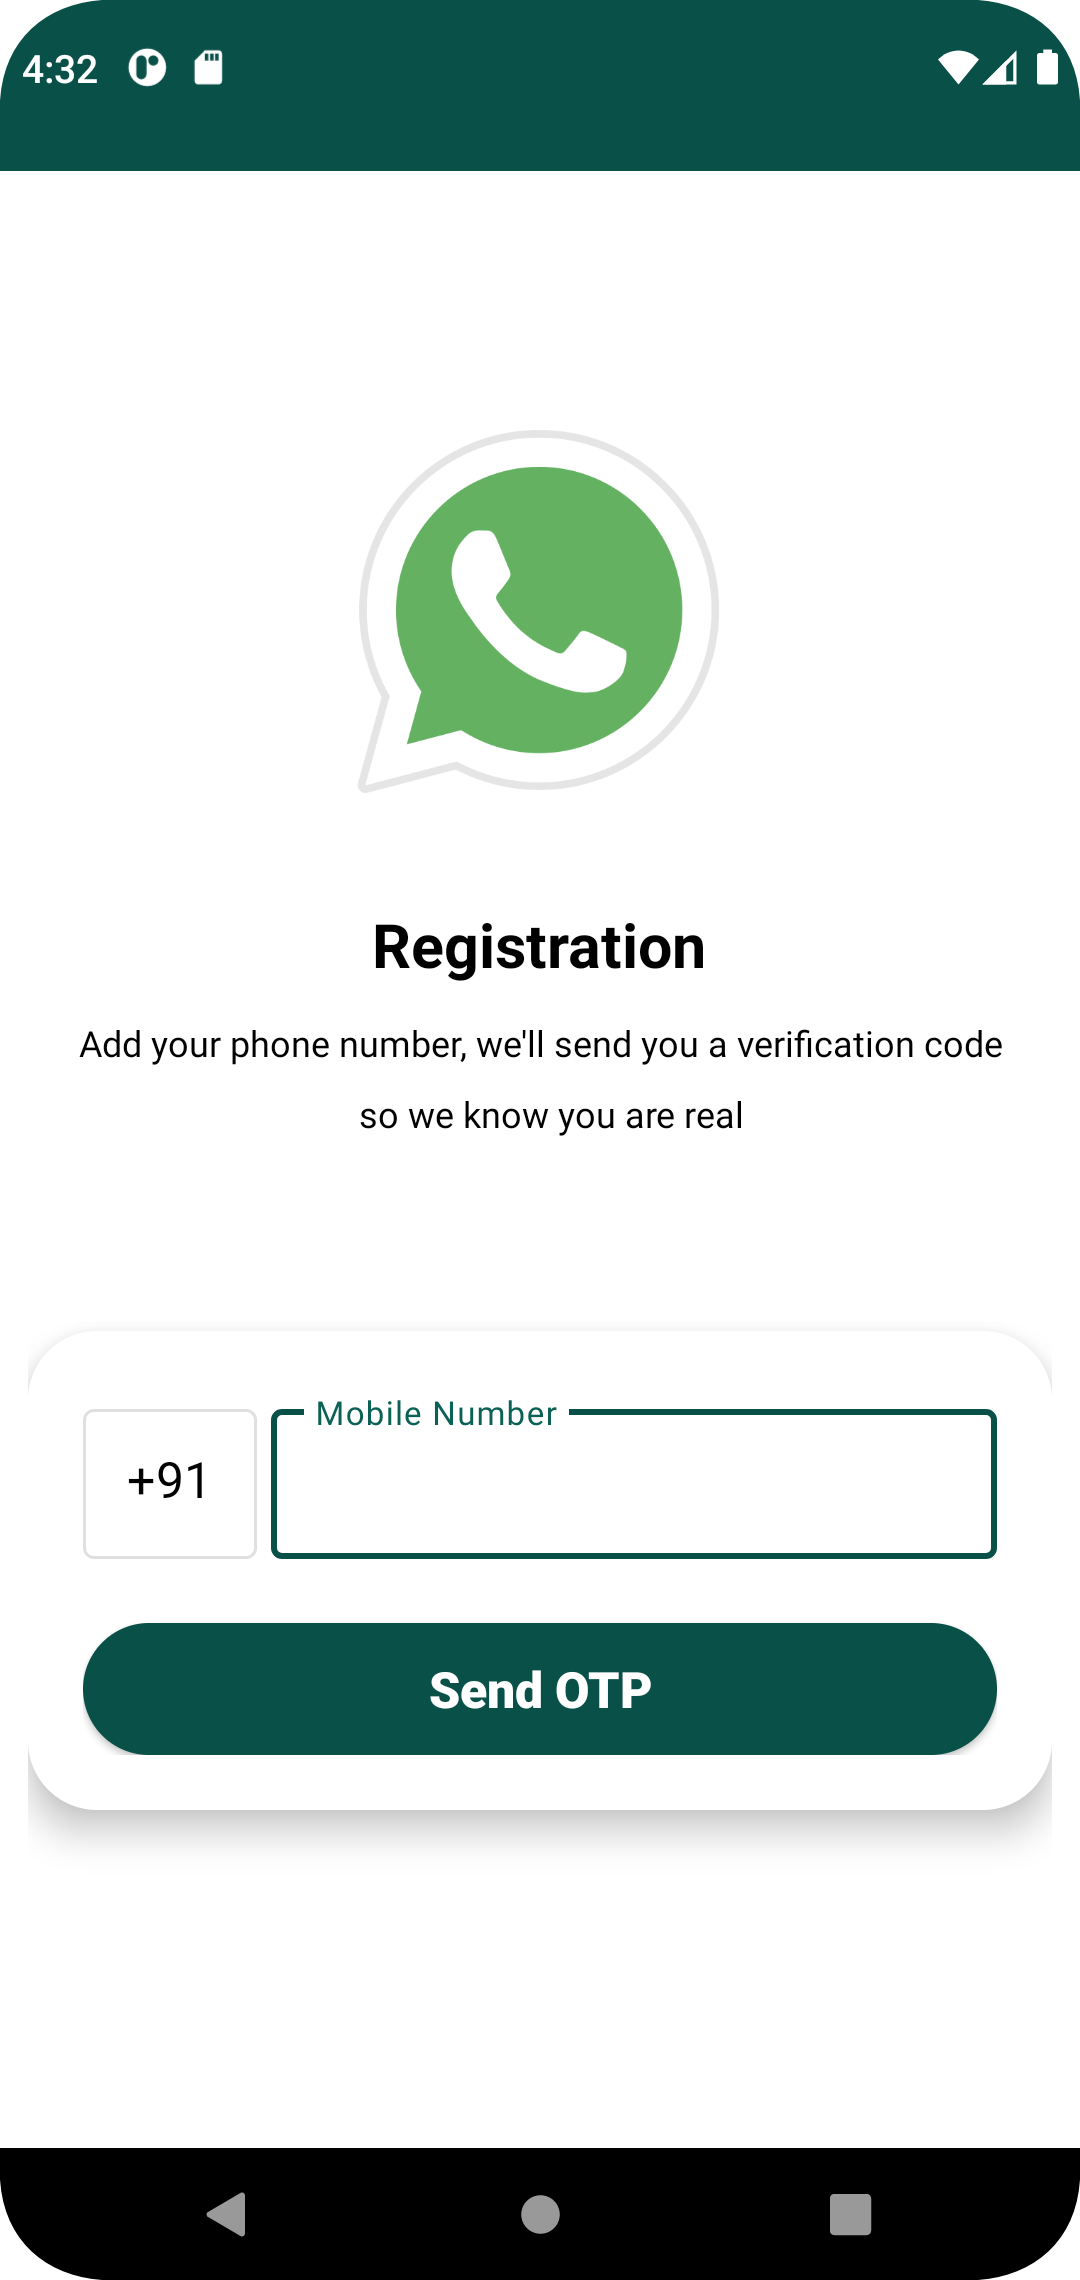 4:32
Registration
Add your phone number, we'll send you a verification code
so we know you are real
Mobile Number
+91
Send OTP